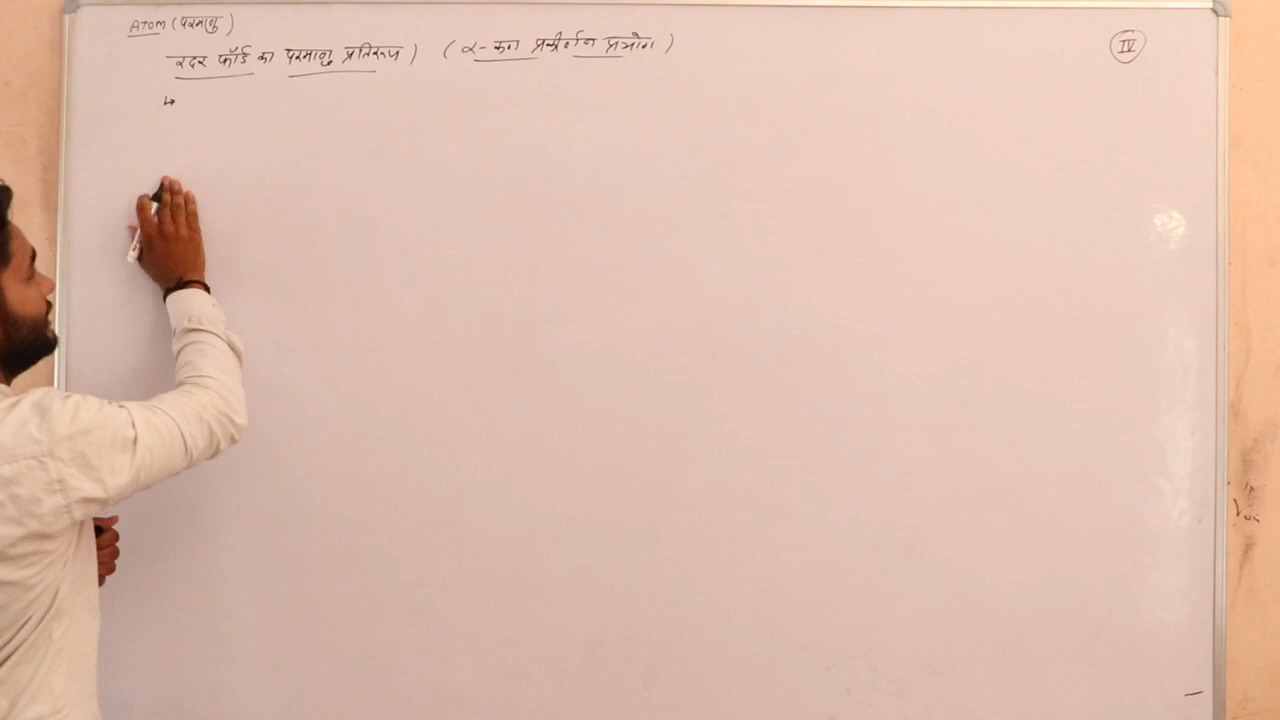 ATOM (परमाणु)
रदर फॉर्ड का परमाणु प्रतिरूप) (α- कण प्रकीर्णन प्रयोग)
IV
↳